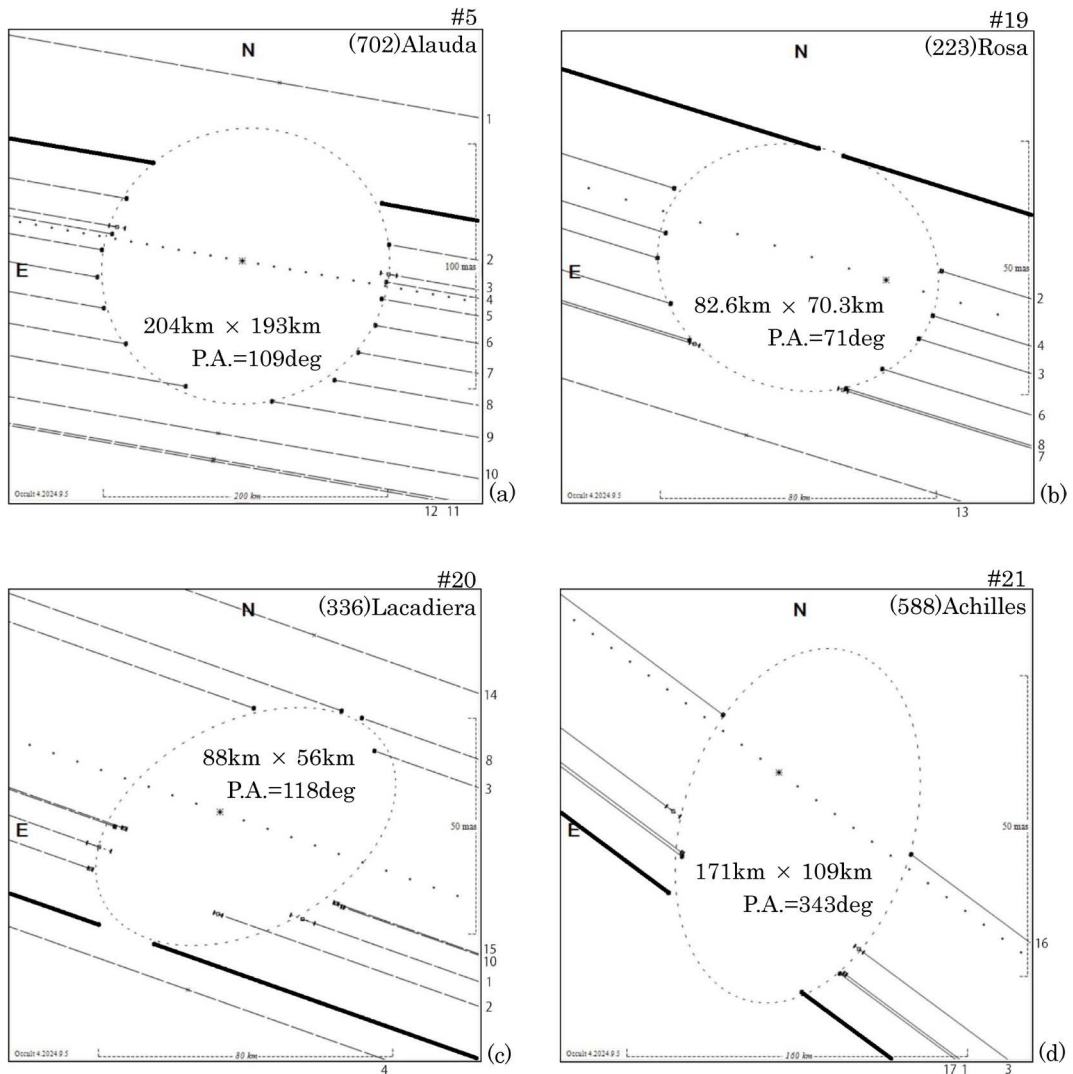 #5
(702)Alauda
N
1
E
100 mas
2
3
4
5
6
7
8
9
10
204km × 193km
P.A.=109deg
Occult 4.2024.9.5
200 km
(a)
12 11
#19
(223)Rosa
N
E
50 mas
2
4
3
6
8
7
82.6km × 70.3km
P.A.=71deg
Occult 4.2024.9.5
80 km
(b)
13
#20
(336)Lacadiera
N
14
8
3
88km × 56km
P.A.=118deg
E
50 mas
15
10
1
2
Occult 4.2024.9.5
80 km
(c)
4
#21
(588)Achilles
N
E
50 mas
171km × 109km
P.A.=343deg
16
Occult 4.2024.9.5
160 km
(d)
17 1 3